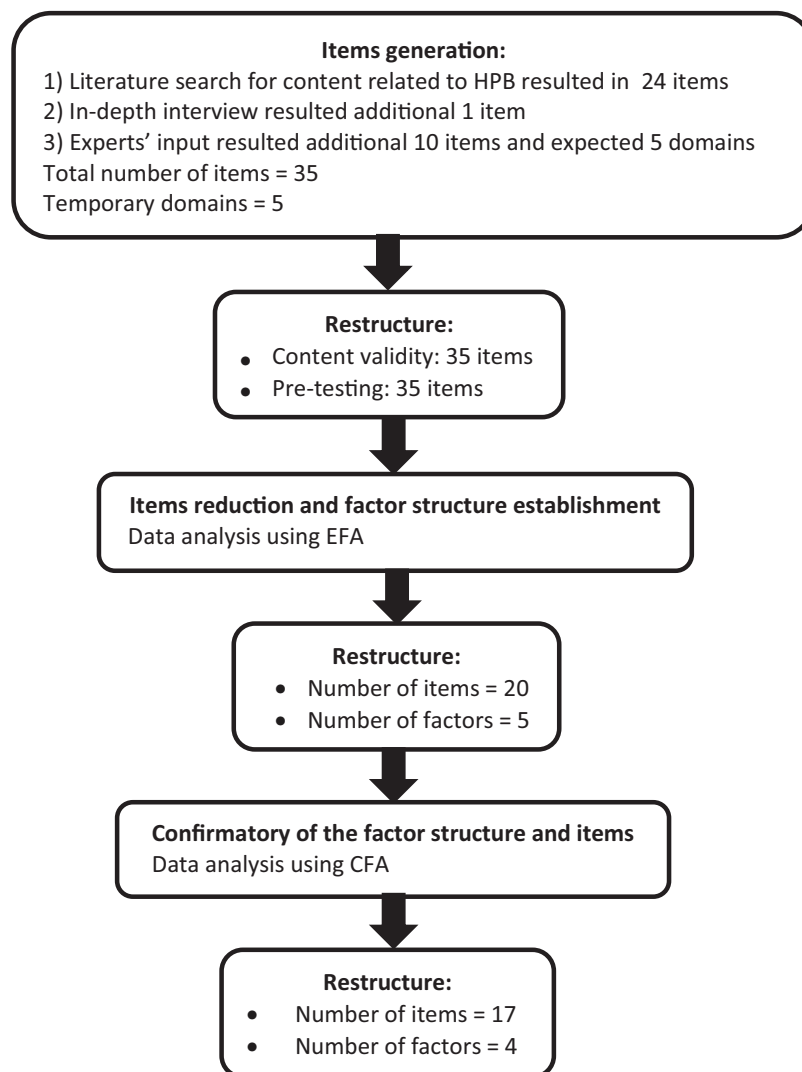 Items generation:
1) Literature search for content related to HPB resulted in 24 items
2) In-depth interview resulted additional 1 item
3) Experts' input resulted additional 10 items and expected 5 domains
Total number of items = 35
Temporary domains = 5
Restructure:
● Content validity: 35 items
● Pre-testing: 35 items
Items reduction and factor structure establishment
Data analysis using EFA
Restructure:
● Number of items = 20
● Number of factors = 5
Confirmatory of the factor structure and items
Data analysis using CFA
Restructure:
● Number of items = 17
● Number of factors = 4